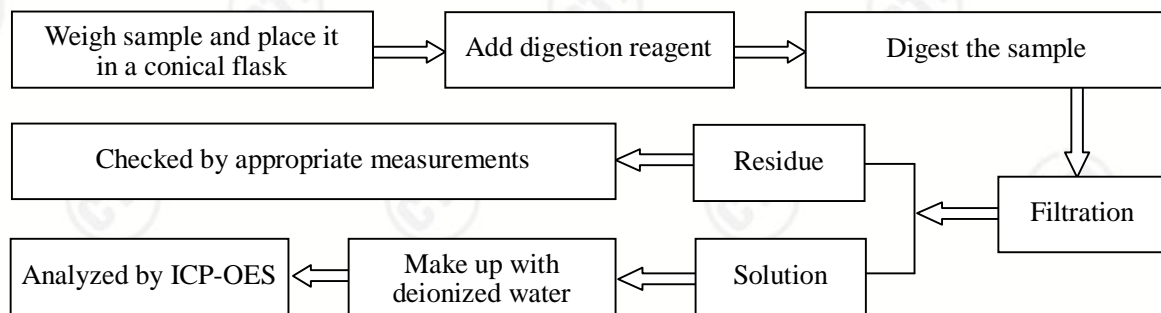 Weigh sample and place it
in a conical flask
Add digestion reagent
Digest the sample
Filtration
Residue
Checked by appropriate measurements
Solution
Make up with
deionized water
Analyzed by ICP-OES